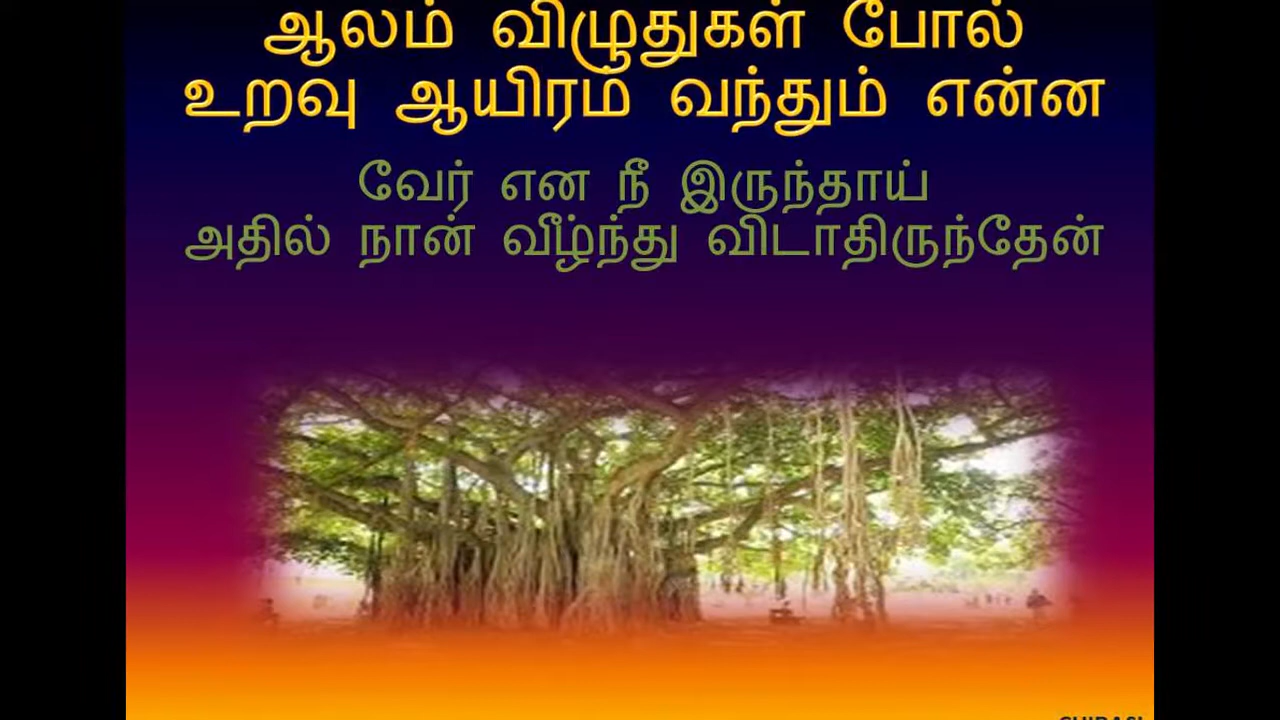 ஆலம் விழுதுகள் போல்
உறவு ஆயிரம் வந்தும் என்ன
வேர் என நீ இருந்தாய்
அதில் நான் வீழ்ந்து விடாதிருந்தேன்